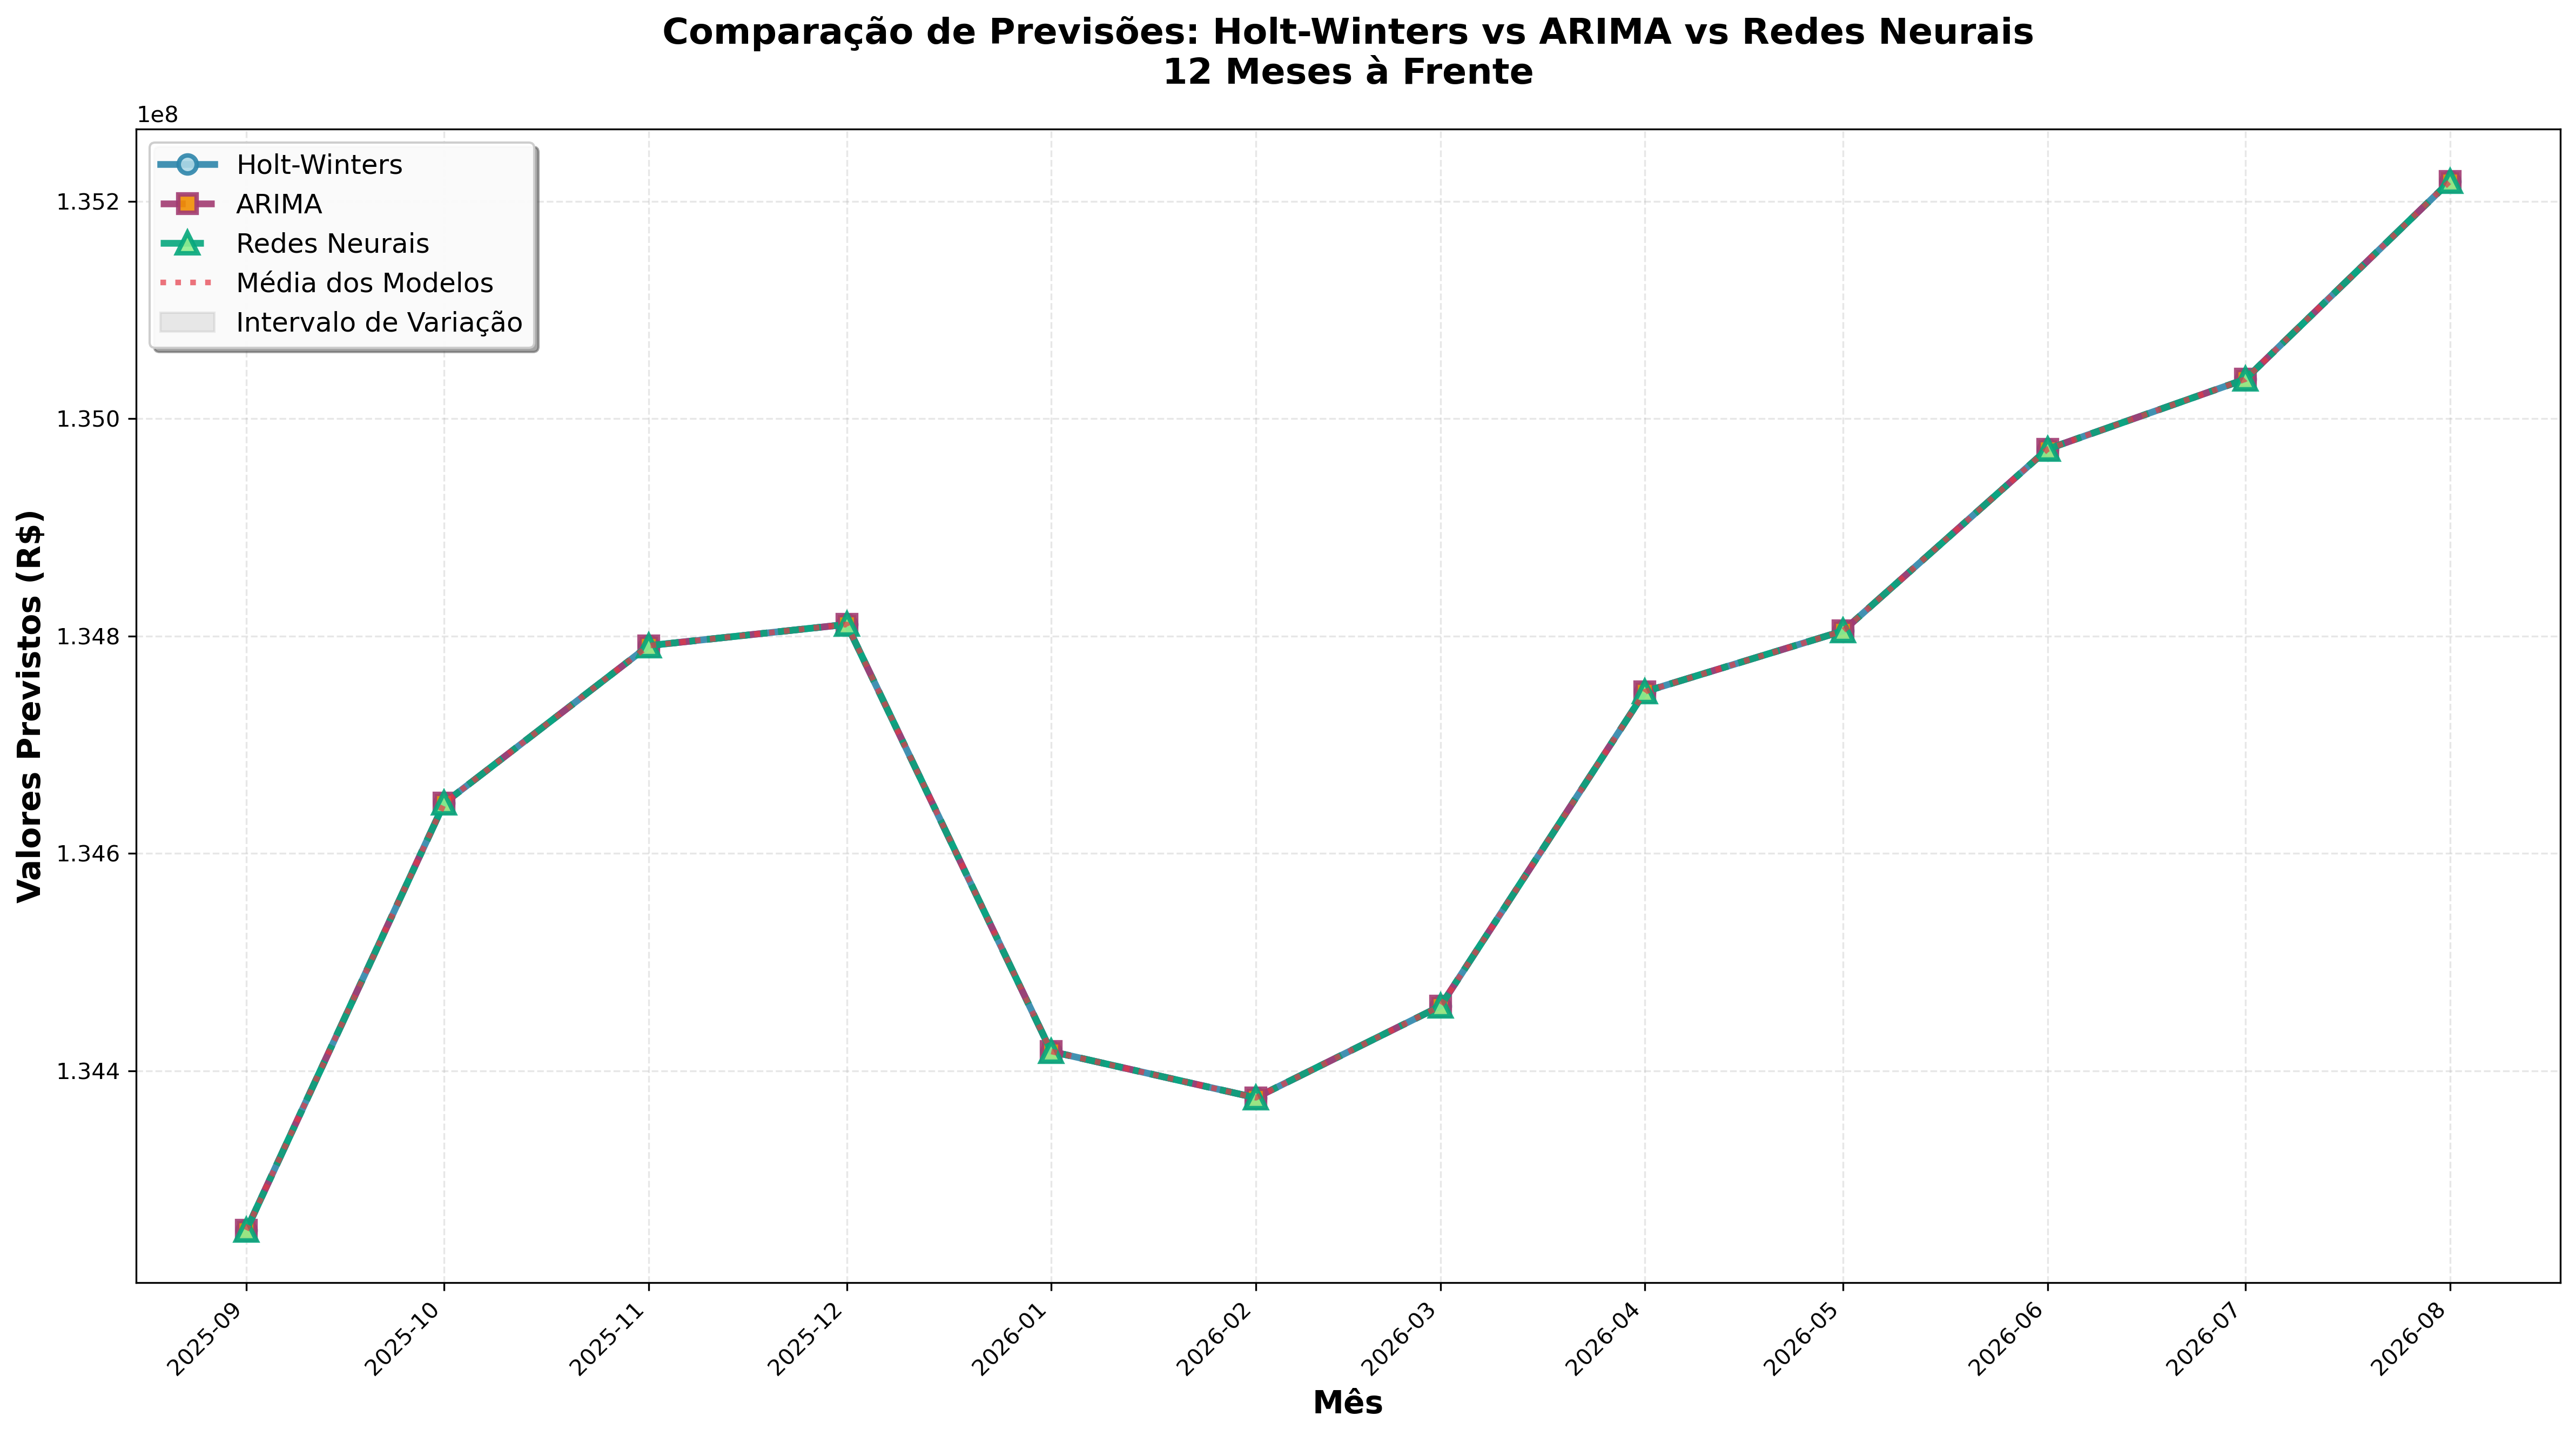 Comparação de Previsões: Holt-Winters vs ARIMA vs Redes Neurais
12 Meses à Frente
1e8
Holt-Winters
ARIMA
Redes Neurais
Média dos Modelos
Intervalo de Variação
1.352
1.350
1.348
1.346
1.344
Valores Previstos (R$)
2025-09
2025-10
2025-11
2025-12
2026-01
2026-02
2026-03
2026-04
2026-05
2026-06
2026-07
2026-08
Mês